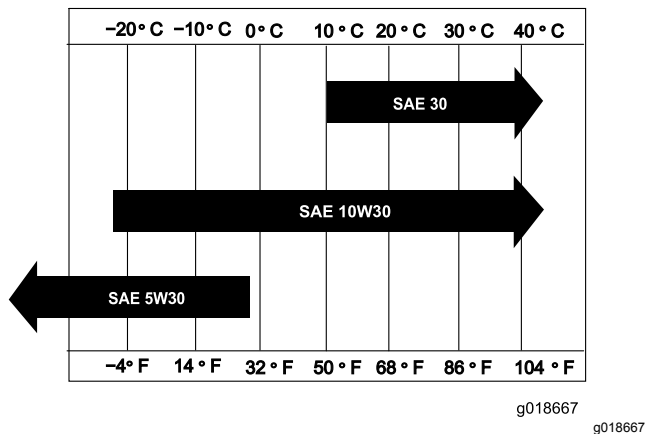 −20° C −10° C 0° C 10° C 20° C 30° C 40° C
SAE 30
SAE 10W30
SAE 5W30
−4° F 14° F 32° F 50° F 68° F 86° F 104 °F
g018667
g018667